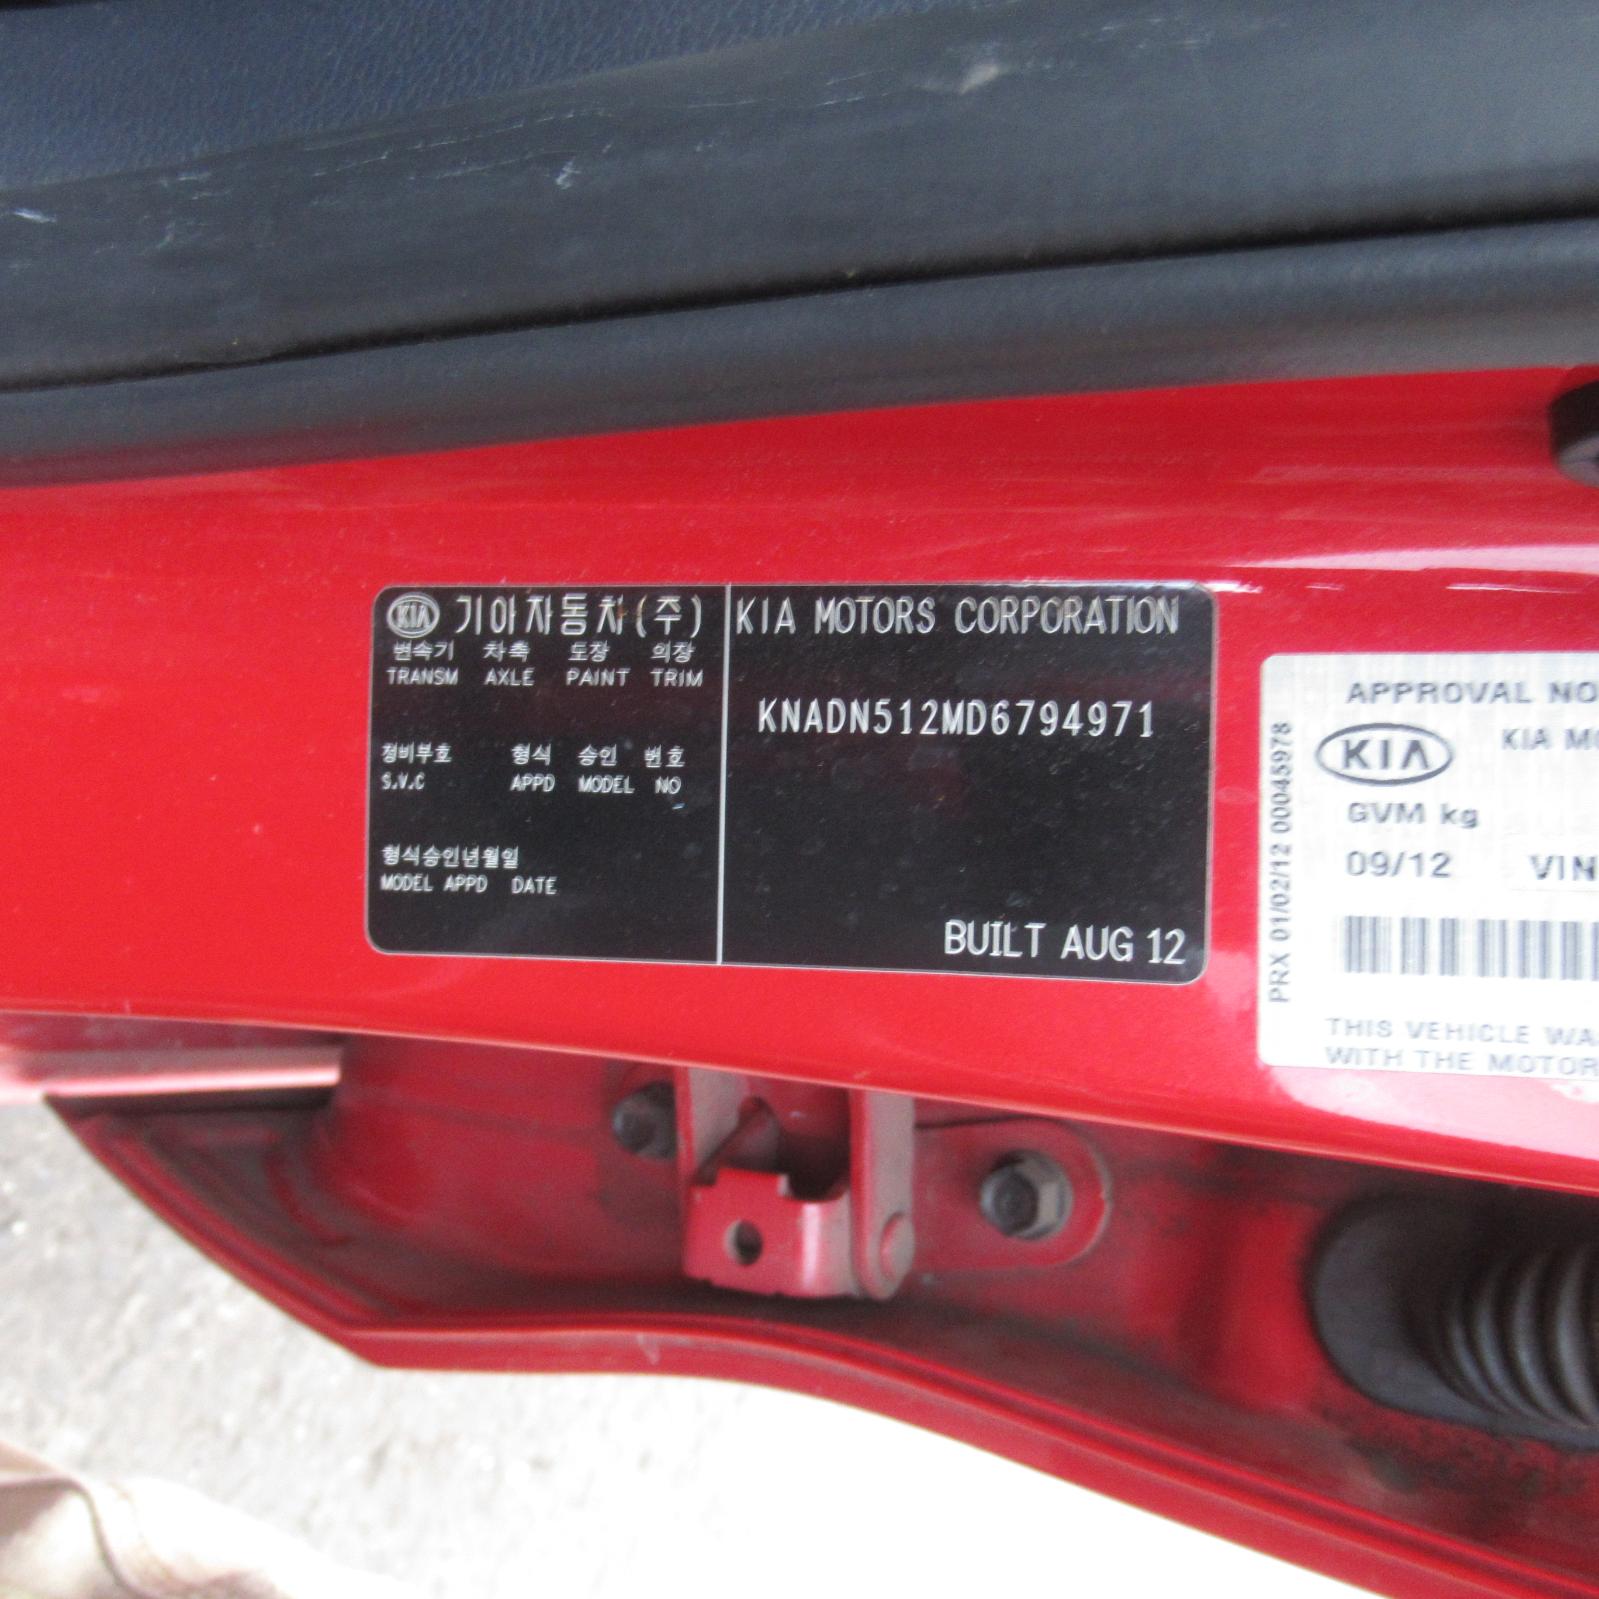 KIA 기아자동차(주)
변속기 차축 도장 의장
TRANSM AXLE PAINT TRIM
정비부호 형식 승인 번호
S.V.C APPD MODEL NO
형식승인년월일
MODEL APPD DATE
KIA MOTORS CORPORATION
KNADN512MD6794971
BUILT AUG 12
PRX 01/02/12 00045978
APPROVAL NO
KIA KIA MO
GVM kg
09/12 VIN
THIS VEHICLE WA
WITH THE MOTOR